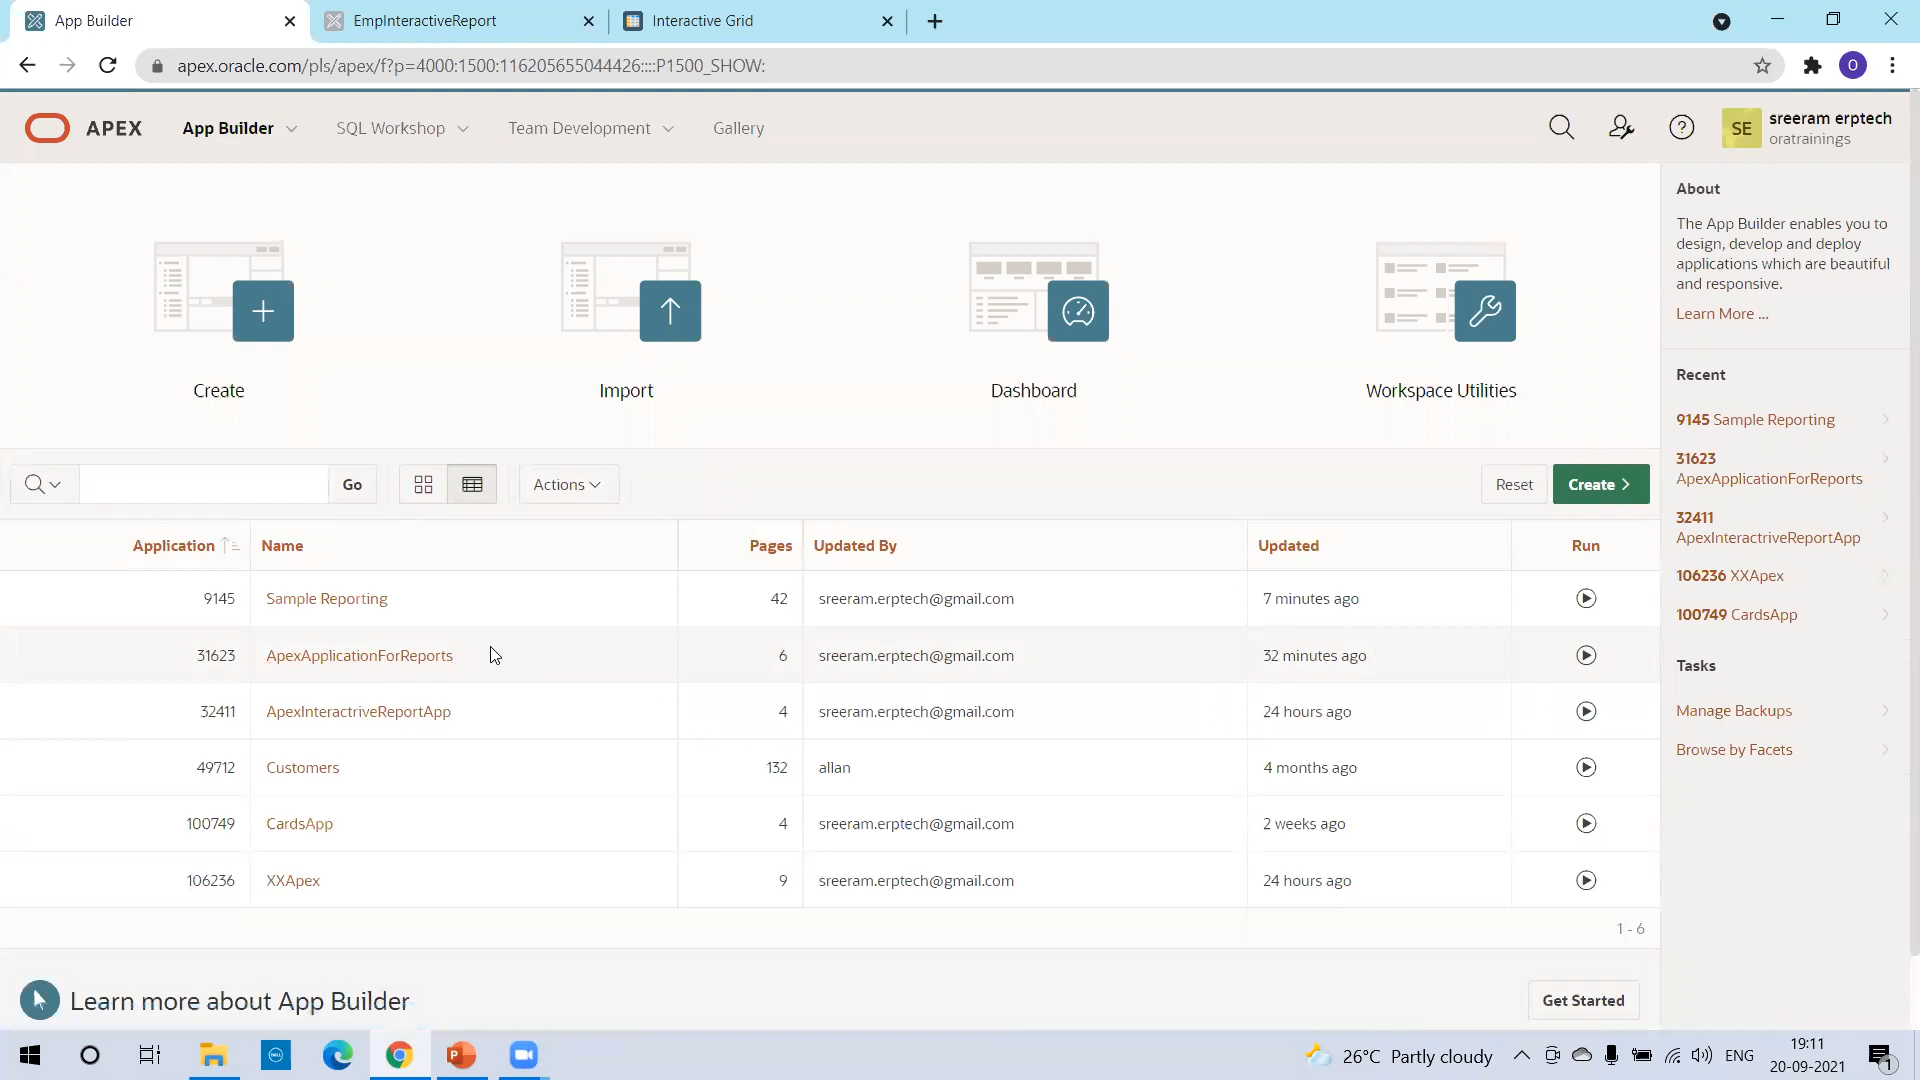 App Builder
EmpInteractiveReport
Interactive Grid
apex.oracle.com/pls/apex/f?p=4000:1500:116205655044426::::P1500_SHOW:
O
APEX
App Builder
SQL Workshop
Team Development
Gallery
SE
sreeram erptech
oratrainings
Create
Import
Dashboard
Workspace Utilities
Go
Actions
Reset
Create
Application Name Pages Updated By Updated Run
9145 Sample Reporting 42 sreeram.erptech@gmail.com 7 minutes ago
31623 ApexApplicationForReports 6 sreeram.erptech@gmail.com 32 minutes ago
32411 ApexInteractriveReportApp 4 sreeram.erptech@gmail.com 24 hours ago
49712 Customers 132 allan 4 months ago
100749 CardsApp 4 sreeram.erptech@gmail.com 2 weeks ago
106236 XXApex 9 sreeram.erptech@gmail.com 24 hours ago
1 - 6
Learn more about App Builder
Get Started
About
The App Builder enables you to
design, develop and deploy
applications which are beautiful
and responsive.
Learn More ...
Recent
9145 Sample Reporting
31623
ApexApplicationForReports
32411
ApexInteractriveReportApp
106236 XXApex
100749 CardsApp
Tasks
Manage Backups
Browse by Facets
26°C Partly cloudy
ENG
19:11
20-09-2021
1